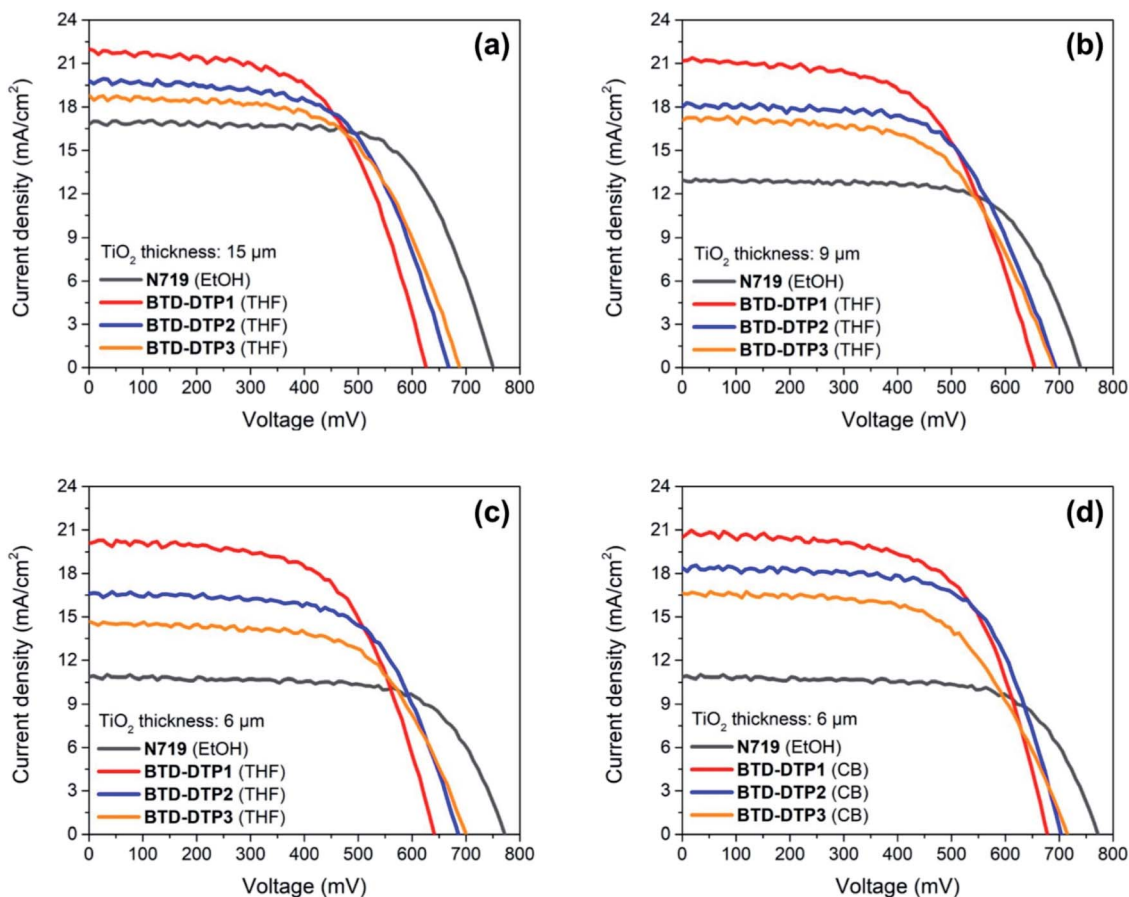 (a)
Current density (mA/cm²)
24
21
18
15
12
9
6
3
0
TiO₂ thickness: 15 µm
N719 (EtOH)
BTD-DTP1 (THF)
BTD-DTP2 (THF)
BTD-DTP3 (THF)
0 100 200 300 400 500 600 700 800
Voltage (mV)
(b)
Current density (mA/cm²)
24
21
18
15
12
9
6
3
0
TiO₂ thickness: 9 µm
N719 (EtOH)
BTD-DTP1 (THF)
BTD-DTP2 (THF)
BTD-DTP3 (THF)
0 100 200 300 400 500 600 700 800
Voltage (mV)
(c)
Current density (mA/cm²)
24
21
18
15
12
9
6
3
0
TiO₂ thickness: 6 µm
N719 (EtOH)
BTD-DTP1 (THF)
BTD-DTP2 (THF)
BTD-DTP3 (THF)
0 100 200 300 400 500 600 700 800
Voltage (mV)
(d)
Current density (mA/cm²)
24
21
18
15
12
9
6
3
0
TiO₂ thickness: 6 µm
N719 (EtOH)
BTD-DTP1 (CB)
BTD-DTP2 (CB)
BTD-DTP3 (CB)
0 100 200 300 400 500 600 700 800
Voltage (mV)